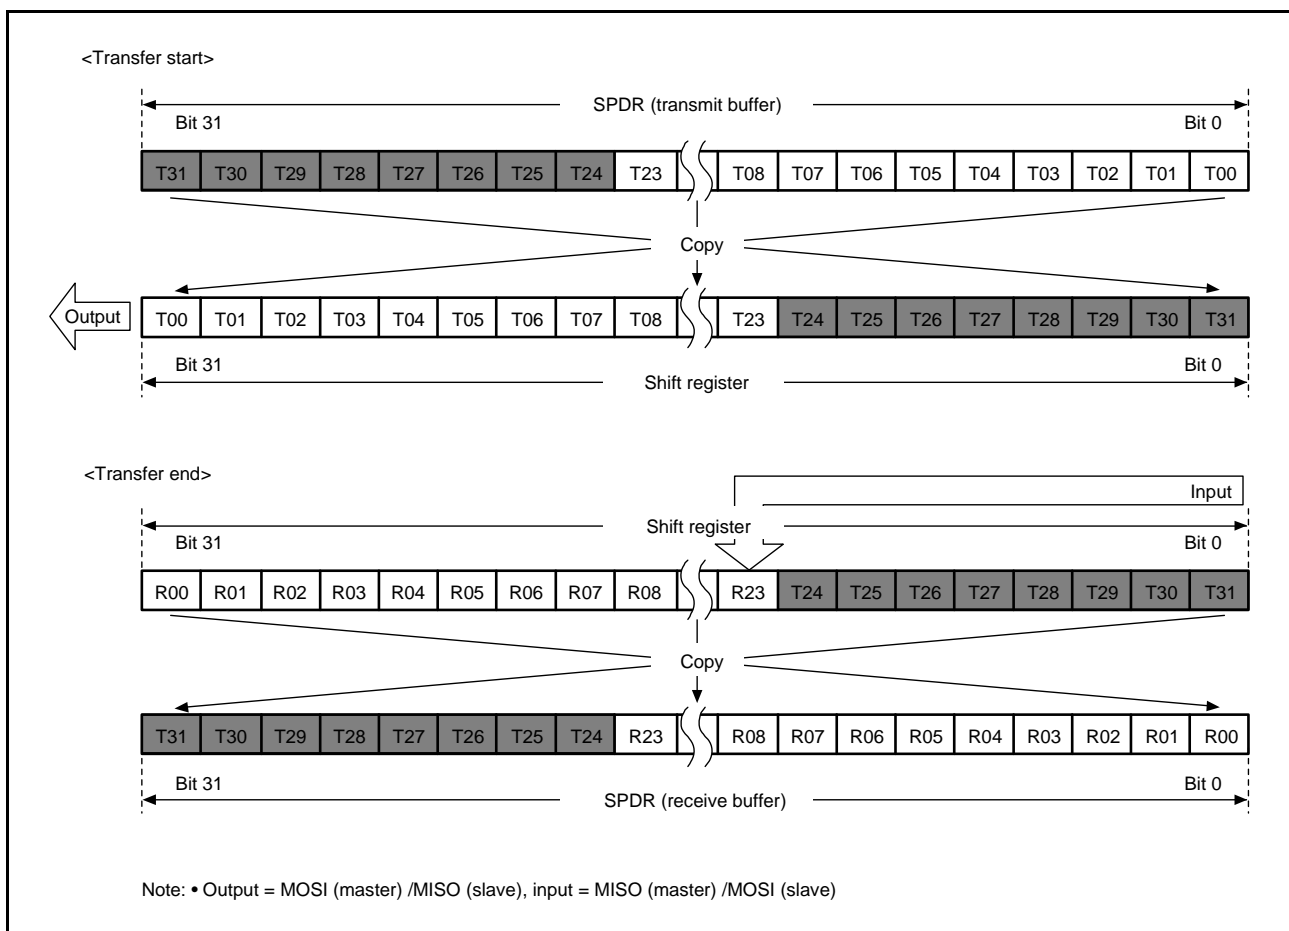 <Transfer start>
SPDR (transmit buffer)
Bit 31 Bit 0
T31 T30 T29 T28 T27 T26 T25 T24 T23 T08 T07 T06 T05 T04 T03 T02 T01 T00
Copy
Output T00 T01 T02 T03 T04 T05 T06 T07 T08 T23 T24 T25 T26 T27 T28 T29 T30 T31
Bit 31 Bit 0
Shift register
<Transfer end>
Input
Shift register
Bit 31 Bit 0
R00 R01 R02 R03 R04 R05 R06 R07 R08 R23 T24 T25 T26 T27 T28 T29 T30 T31
Copy
T31 T30 T29 T28 T27 T26 T25 T24 R23 R08 R07 R06 R05 R04 R03 R02 R01 R00
Bit 31 Bit 0
SPDR (receive buffer)
Note: • Output = MOSI (master) /MISO (slave), input = MISO (master) /MOSI (slave)